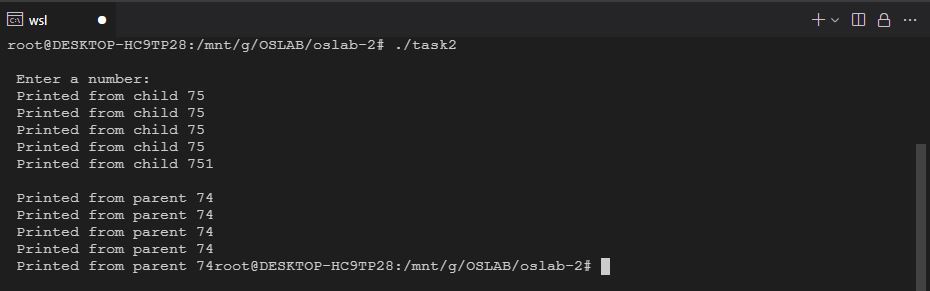 wsl
root@DESKTOP-HC9TP28:/mnt/g/OSLAB/oslab-2# ./task2
Enter a number:
Printed from child 75
Printed from child 75
Printed from child 75
Printed from child 75
Printed from child 751
Printed from parent 74
Printed from parent 74
Printed from parent 74
Printed from parent 74
Printed from parent 74root@DESKTOP-HC9TP28:/mnt/g/OSLAB/oslab-2#